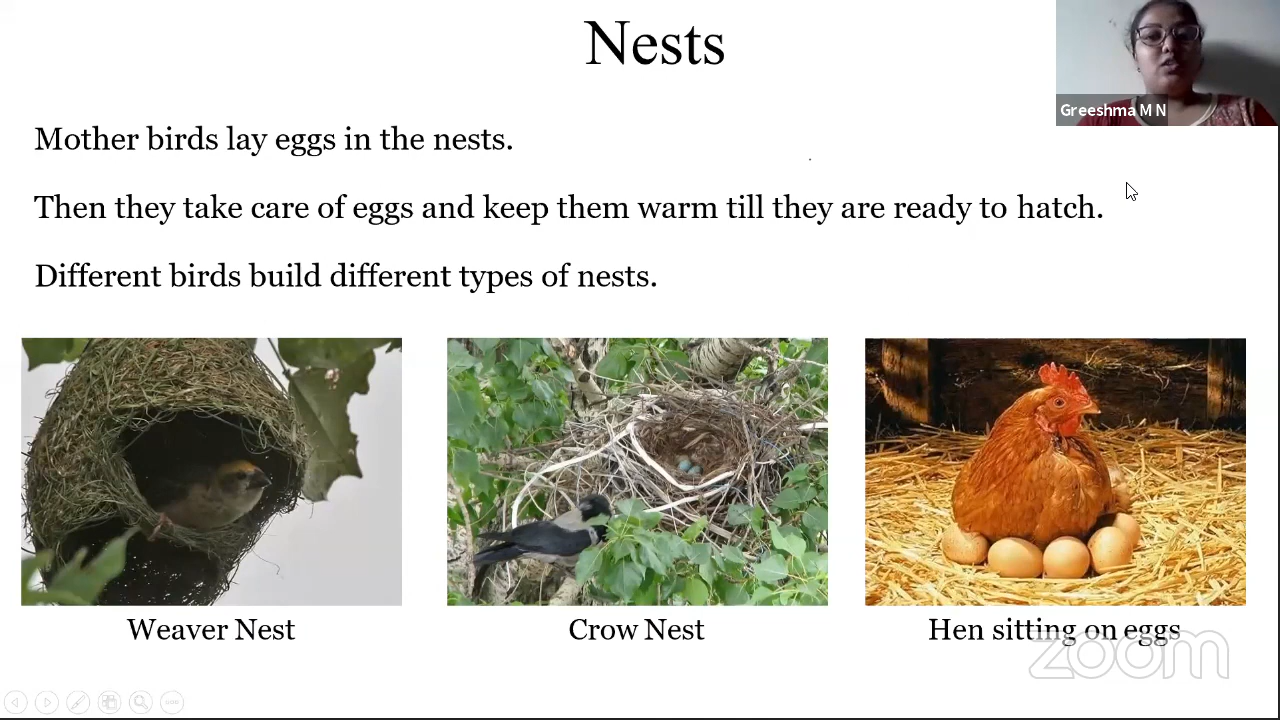 Nests
Greeshma M N
Mother birds lay eggs in the nests.
Then they take care of eggs and keep them warm till they are ready to hatch.
Different birds build different types of nests.
Weaver Nest
Crow Nest
Hen sitting on eggs
zoom